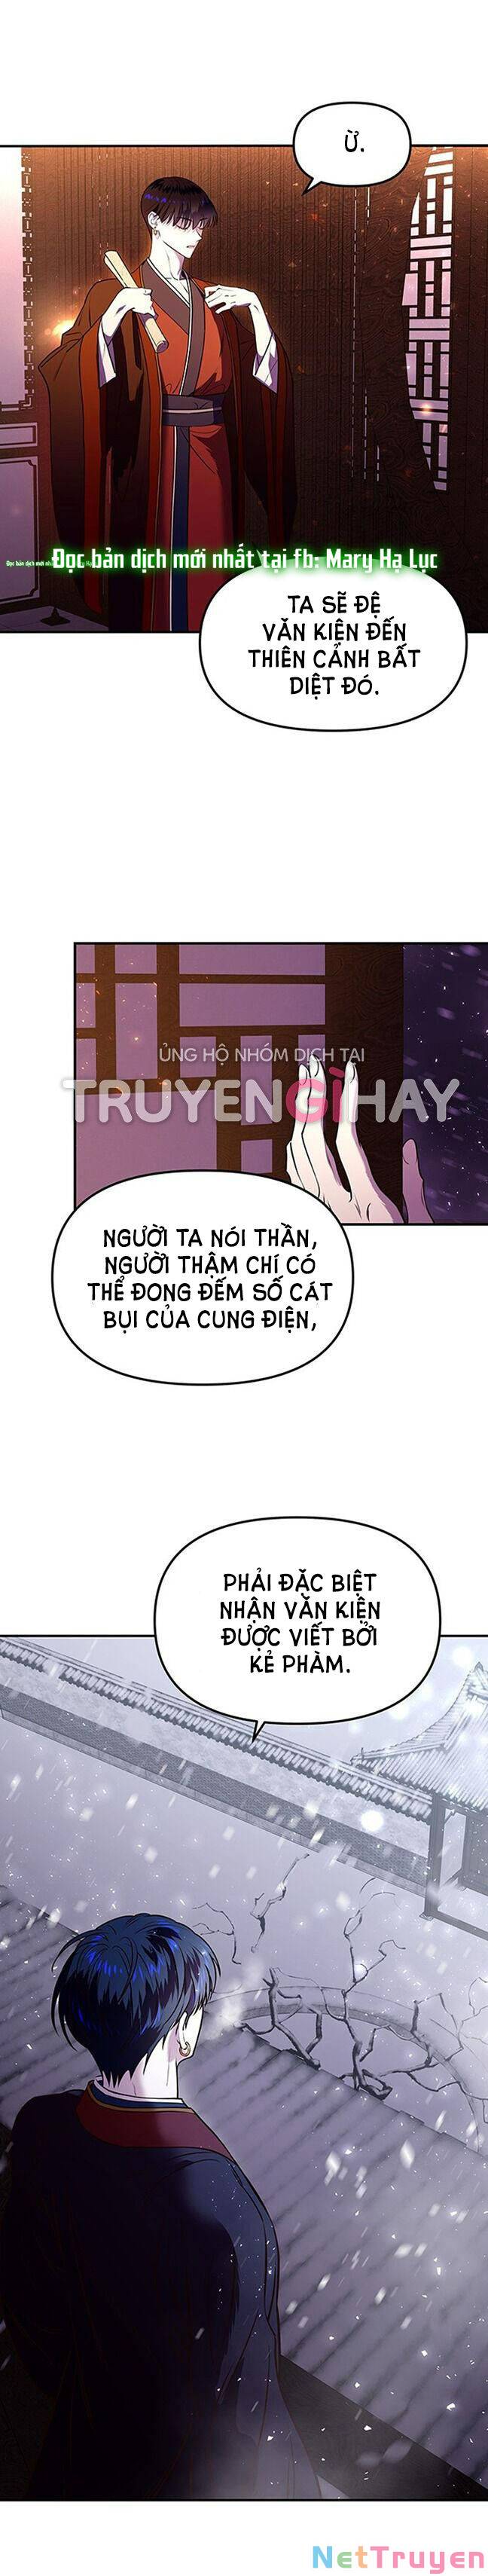 Ừ.
Đọc bản dịch mới nhất tại fb: Mary Hạ Lục
TA SẼ ĐỆ
VĂN KIỆN ĐẾN
THIÊN CẢNH BẤT
DIỆT ĐÓ.
ỦNG HỘ NHÓM DỊCH TẠI
TRUYENGIHAY
NGƯỜI TA NÓI THẦN,
NGƯỜI THẬM CHÍ CÓ
THỂ ĐONG ĐẾM SỐ CÁT
BỤI CỦA CUNG ĐIỆN,
PHẢI ĐẶC BIỆT
NHẬN VĂN KIỆN
ĐƯỢC VIẾT BỞI
KẺ PHÀM.
NetTruyen